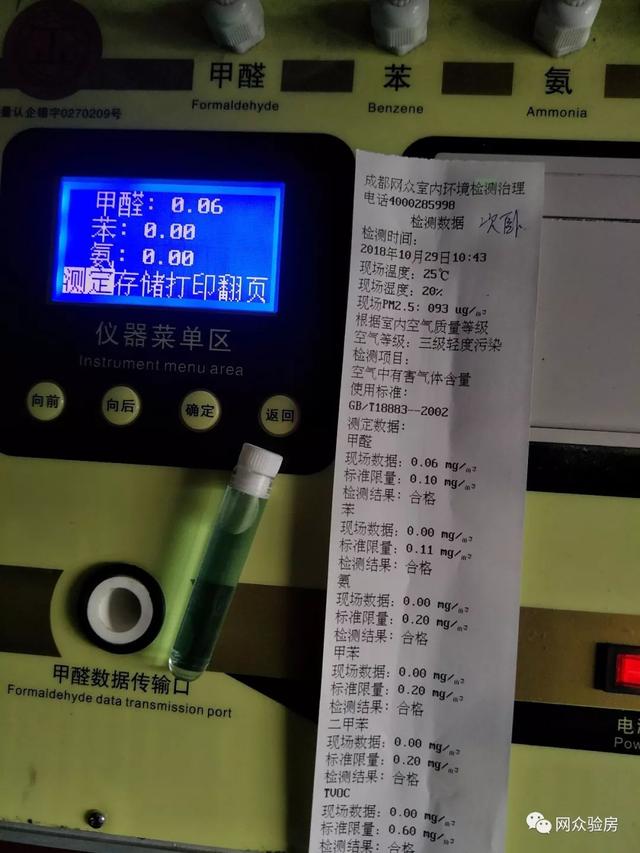 甲醛
Formaldehyde
苯
Benzene
氨
Ammonia
量认企锴字0270209号
甲醛：0.06
苯：0.00
氨：0.00
测定存储打印翻页
仪器菜单区
Instrument menu area
向前
向后
确定
返回
甲醛数据传输口
Formaldehyde data transmission port
成都网众室内环境检测治理
电话4000285998
检测数据 次卧
检测时间：
2018年10月29日10:43
现场温度：25℃
现场湿度：20%
现场PM2.5：093 ug/m³
根据室内空气质量等级
空气等级：三级轻度污染
检测项目：
空气中有害气体含量
使用标准：
GB/T18883--2002
测定数据：
甲醛
现场数据：0.06 mg/m³
标准限量：0.10 mg/m³
检测结果：合格
苯
现场数据：0.00 mg/m³
标准限量：0.11 mg/m³
检测结果：合格
氨
现场数据：0.00 mg/m³
标准限量：0.20 mg/m³
检测结果：合格
甲苯
现场数据：0.00 mg/m³
标准限量：0.20 mg/m³
检测结果：合格
二甲苯
现场数据：0.00 mg/m³
标准限量：0.20 mg/m³
检测结果：合格
TVOC
现场数据：0.00 mg/m³
标准限量：0.60 mg/m³
检测结果：合格
电
Pow
网众验房